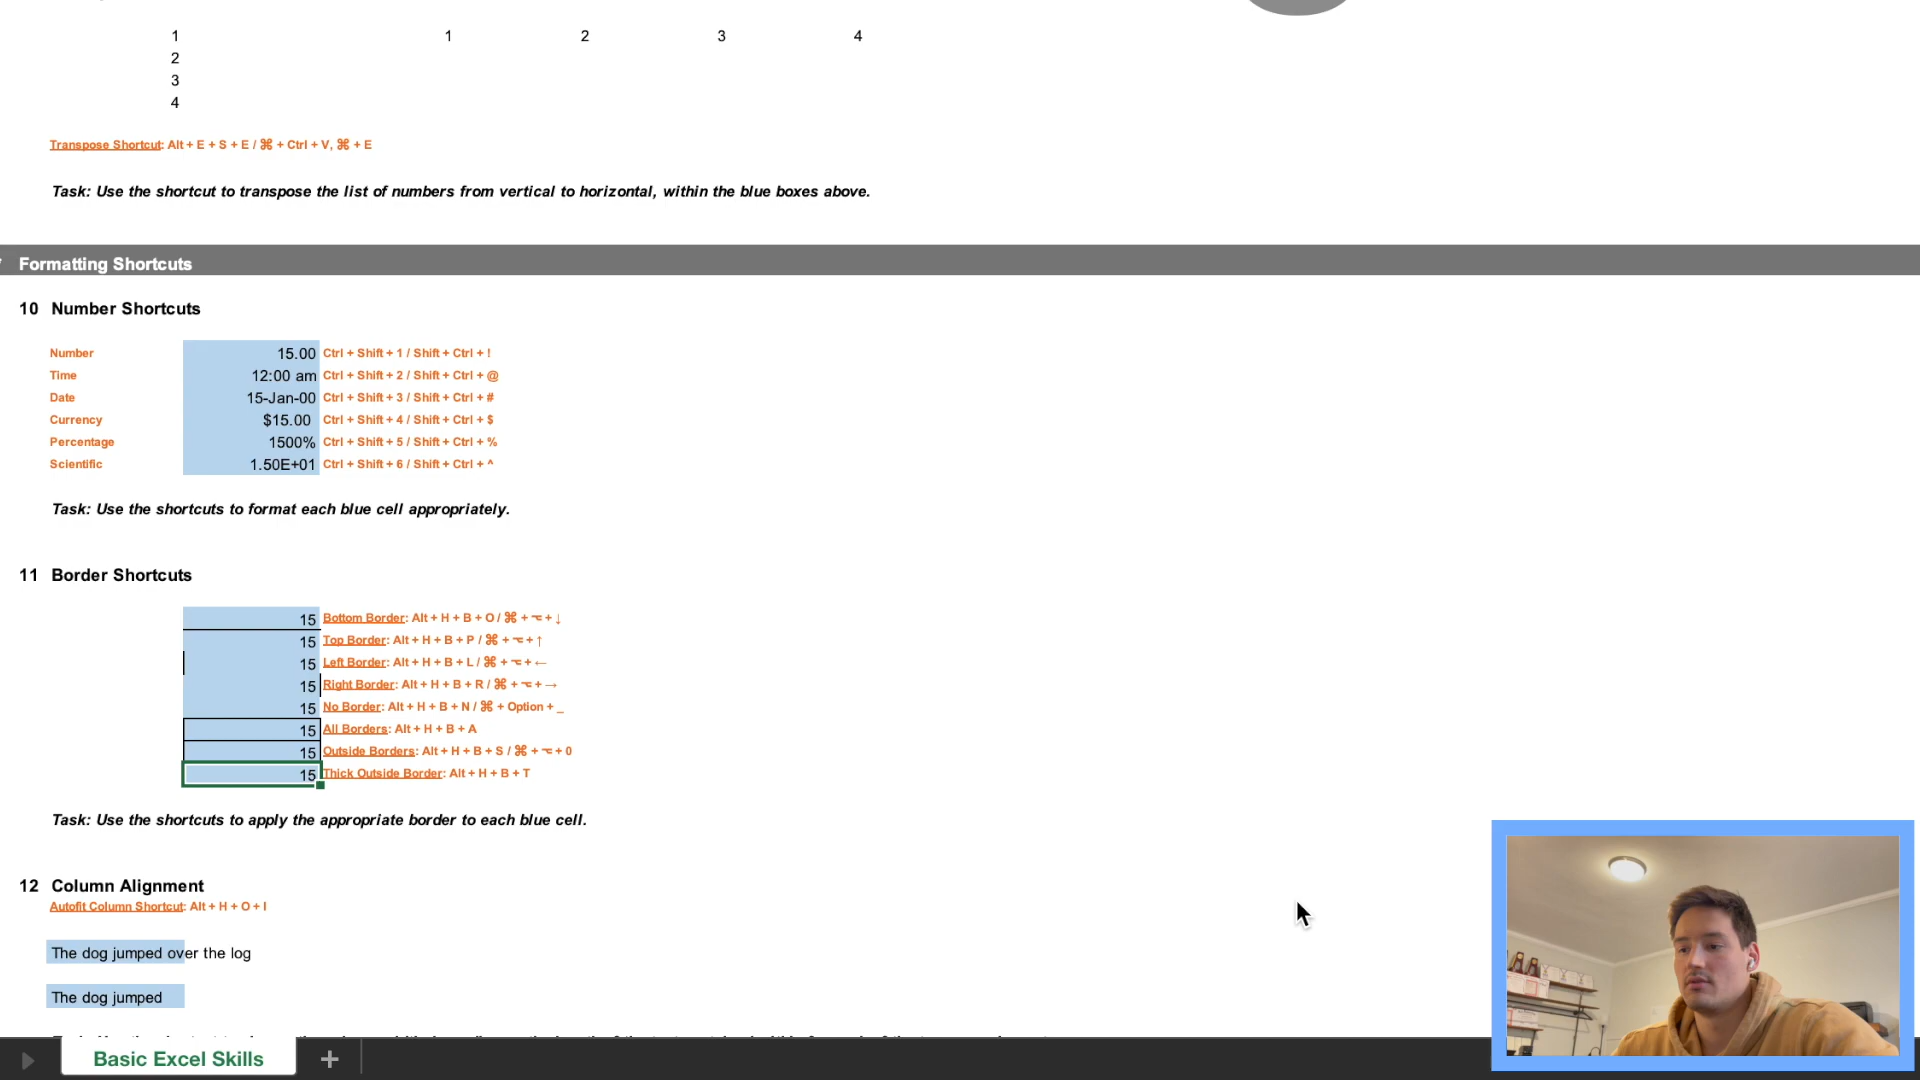 1 1 2 3 4
2
3
4
Transpose Shortcut: Alt + E + S + E / ⌘ + Ctrl + V, ⌘ + E
Task: Use the shortcut to transpose the list of numbers from vertical to horizontal, within the blue boxes above.
Formatting Shortcuts
10 Number Shortcuts
Number 15.00 Ctrl + Shift + 1 / Shift + Ctrl + !
Time 12:00 am Ctrl + Shift + 2 / Shift + Ctrl + @
Date 15-Jan-00 Ctrl + Shift + 3 / Shift + Ctrl + #
Currency $15.00 Ctrl + Shift + 4 / Shift + Ctrl + $
Percentage 1500% Ctrl + Shift + 5 / Shift + Ctrl + %
Scientific 1.50E+01 Ctrl + Shift + 6 / Shift + Ctrl + ^
Task: Use the shortcuts to format each blue cell appropriately.
11 Border Shortcuts
15 Bottom Border: Alt + H + B + O / ⌘ + ⌥ + ↓
15 Top Border: Alt + H + B + P / ⌘ + ⌥ + ↑
15 Left Border: Alt + H + B + L / ⌘ + ⌥ + ←
15 Right Border: Alt + H + B + R / ⌘ + ⌥ + →
15 No Border: Alt + H + B + N / ⌘ + Option + _
15 All Borders: Alt + H + B + A
15 Outside Borders: Alt + H + B + S / ⌘ + ⌥ + 0
15 Thick Outside Border: Alt + H + B + T
Task: Use the shortcuts to apply the appropriate border to each blue cell.
12 Column Alignment
Autofit Column Shortcut: Alt + H + O + I
The dog jumped over the log
The dog jumped
Basic Excel Skills +